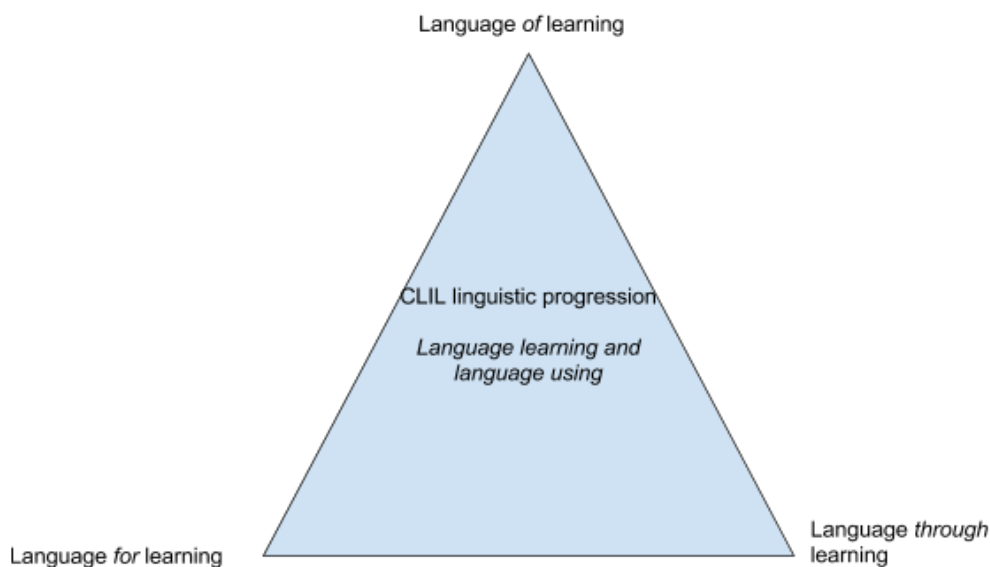 Language of learning
CLIL linguistic progression
Language learning and
language using
Language for learning
Language through
learning